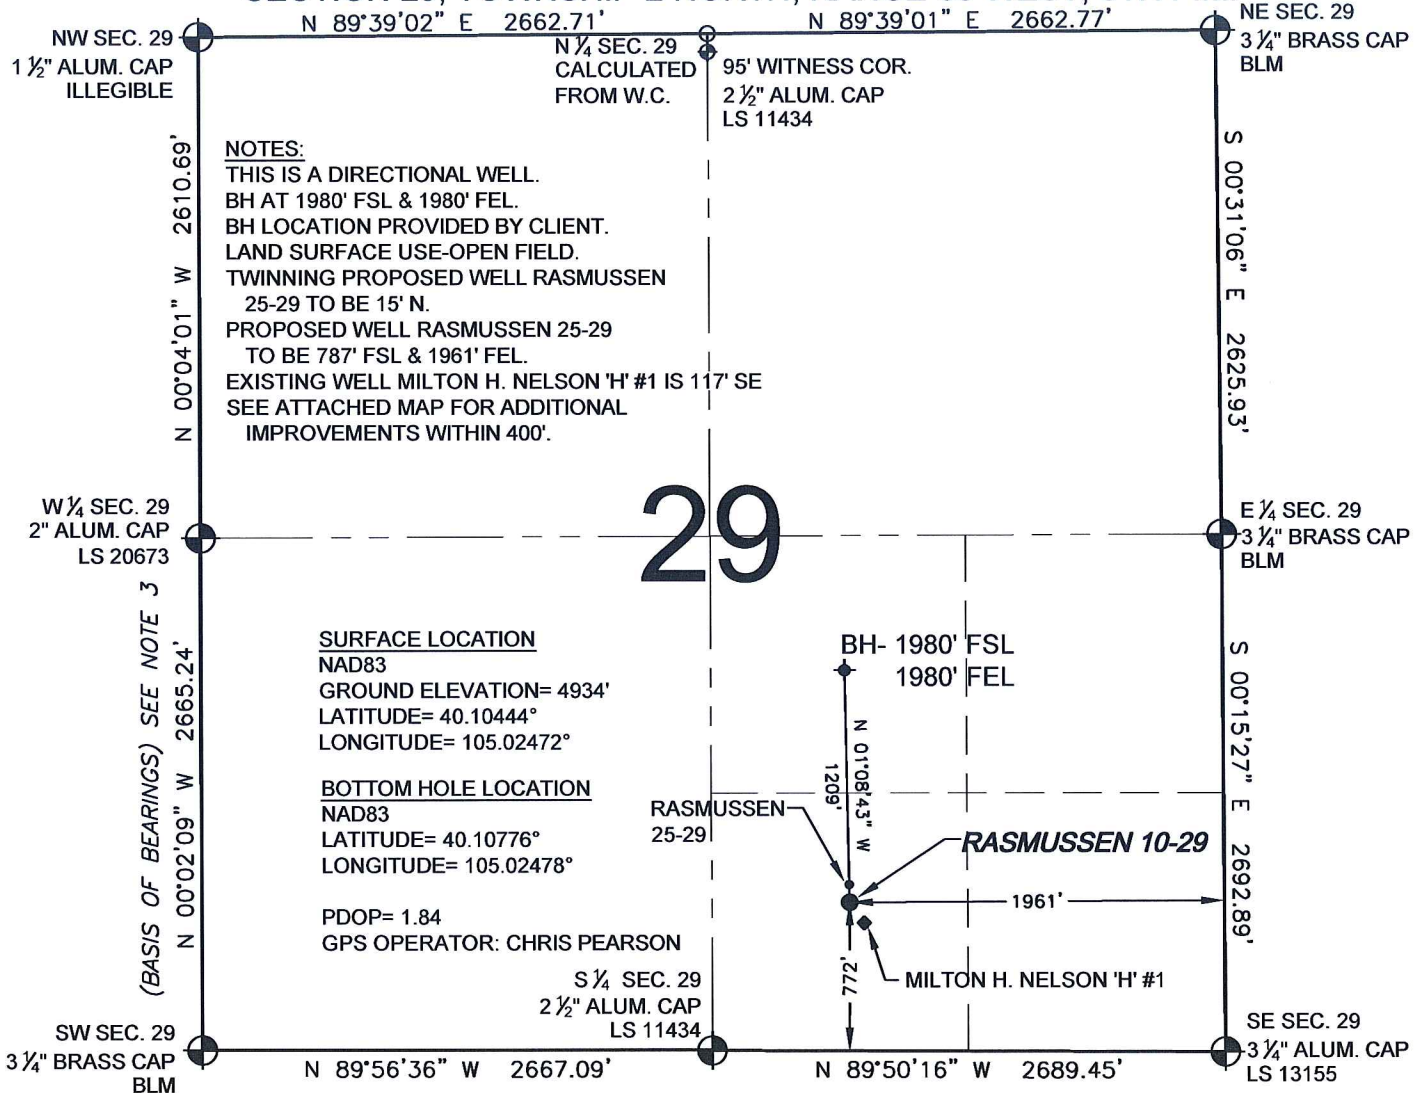 N 89°39'02" E 2662.71'
N 89°39'01" E 2662.77'
NW SEC. 29
1 ½" ALUM. CAP
ILLEGIBLE
N ¼ SEC. 29
CALCULATED
FROM W.C.
95' WITNESS COR.
2 ½" ALUM. CAP
LS 11434
NE SEC. 29
3 ¼" BRASS CAP
BLM
NOTES:
THIS IS A DIRECTIONAL WELL.
BH AT 1980' FSL & 1980' FEL.
BH LOCATION PROVIDED BY CLIENT.
LAND SURFACE USE-OPEN FIELD.
TWINNING PROPOSED WELL RASMUSSEN
25-29 TO BE 15' N.
PROPOSED WELL RASMUSSEN 25-29
TO BE 787' FSL & 1961' FEL.
EXISTING WELL MILTON H. NELSON 'H' #1 IS 117' SE
SEE ATTACHED MAP FOR ADDITIONAL
IMPROVEMENTS WITHIN 400'.
N 00°04'01" W 2610.69'
S 00°31'06" E 2625.93'
W ¼ SEC. 29
2" ALUM. CAP
LS 20673
29
E ¼ SEC. 29
3 ¼" BRASS CAP
BLM
(BASIS OF BEARINGS) SEE NOTE 3
N 00°02'09" W 2665.24'
SURFACE LOCATION
NAD83
GROUND ELEVATION= 4934'
LATITUDE= 40.10444°
LONGITUDE= 105.02472°
BOTTOM HOLE LOCATION
NAD83
LATITUDE= 40.10776°
LONGITUDE= 105.02478°
PDOP= 1.84
GPS OPERATOR: CHRIS PEARSON
BH- 1980' FSL
1980' FEL
N 01°08'43" W
1209'
RASMUSSEN
25-29
RASMUSSEN 10-29
1961'
772'
MILTON H. NELSON 'H' #1
S 00°15'27" E 2692.89'
S ¼ SEC. 29
2 ½" ALUM. CAP
LS 11434
SW SEC. 29
3 ¼" BRASS CAP
BLM
N 89°56'36" W 2667.09'
N 89°50'16" W 2689.45'
SE SEC. 29
3 ¼" ALUM. CAP
LS 13155